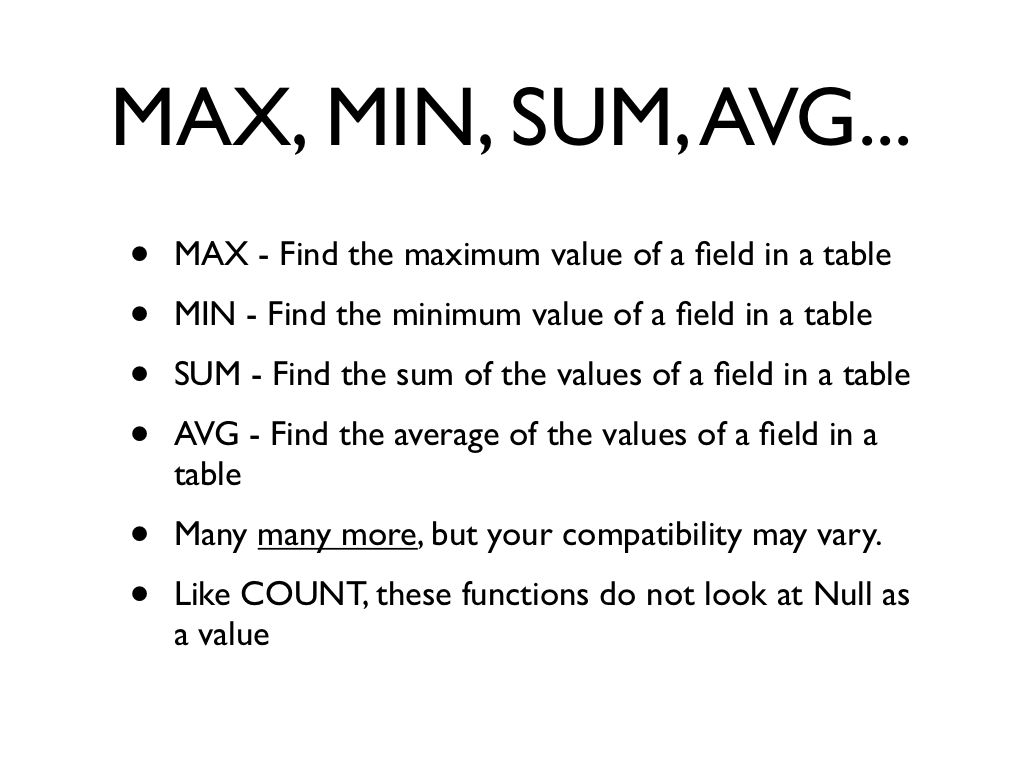 MAX, MIN, SUM, AVG...
• MAX - Find the maximum value of a field in a table
• MIN - Find the minimum value of a field in a table
• SUM - Find the sum of the values of a field in a table
• AVG - Find the average of the values of a field in a
table
• Many many more, but your compatibility may vary.
• Like COUNT, these functions do not look at Null as
a value